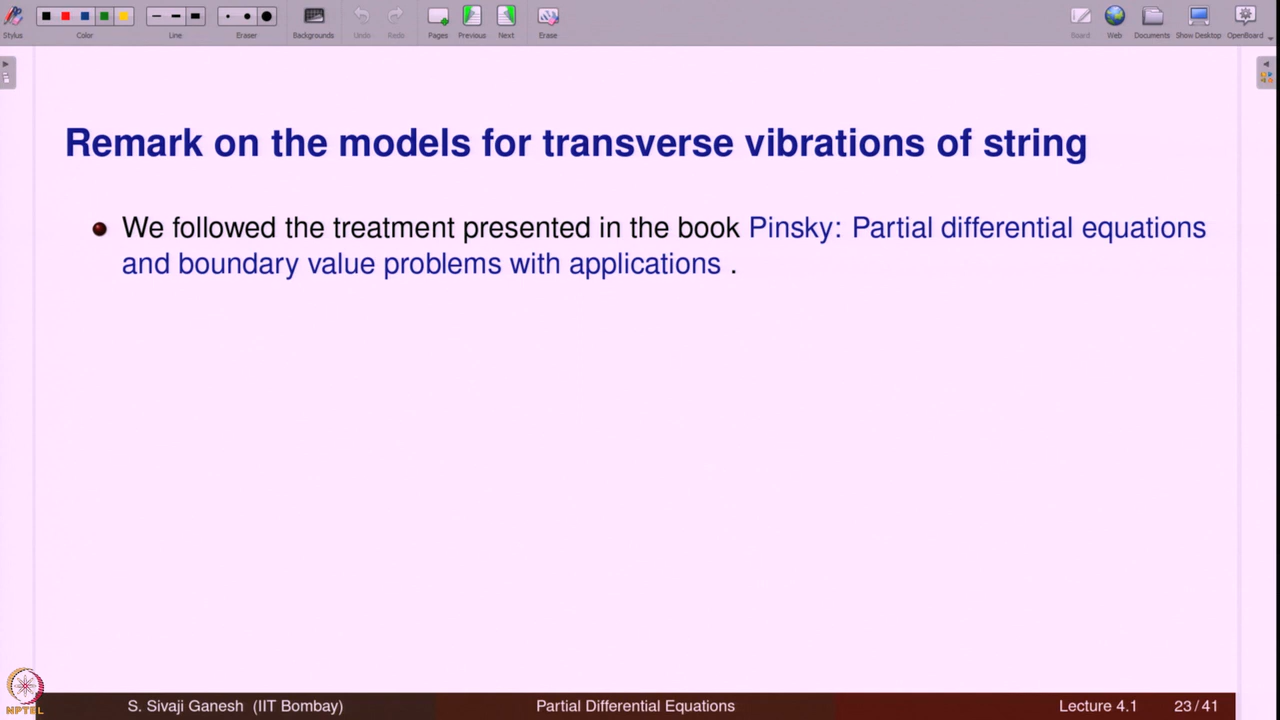 Stylus
Color
Line
Eraser
Backgrounds
Undo
Redo
Pages
Previous
Next
Erase
Board
Web
Documents
Show Desktop
OpenBoard
Remark on the models for transverse vibrations of string
We followed the treatment presented in the book Pinsky: Partial differential equations
and boundary value problems with applications .
NPTEL
S. Sivaji Ganesh (IIT Bombay)
Partial Differential Equations
Lecture 4.1
23 / 41